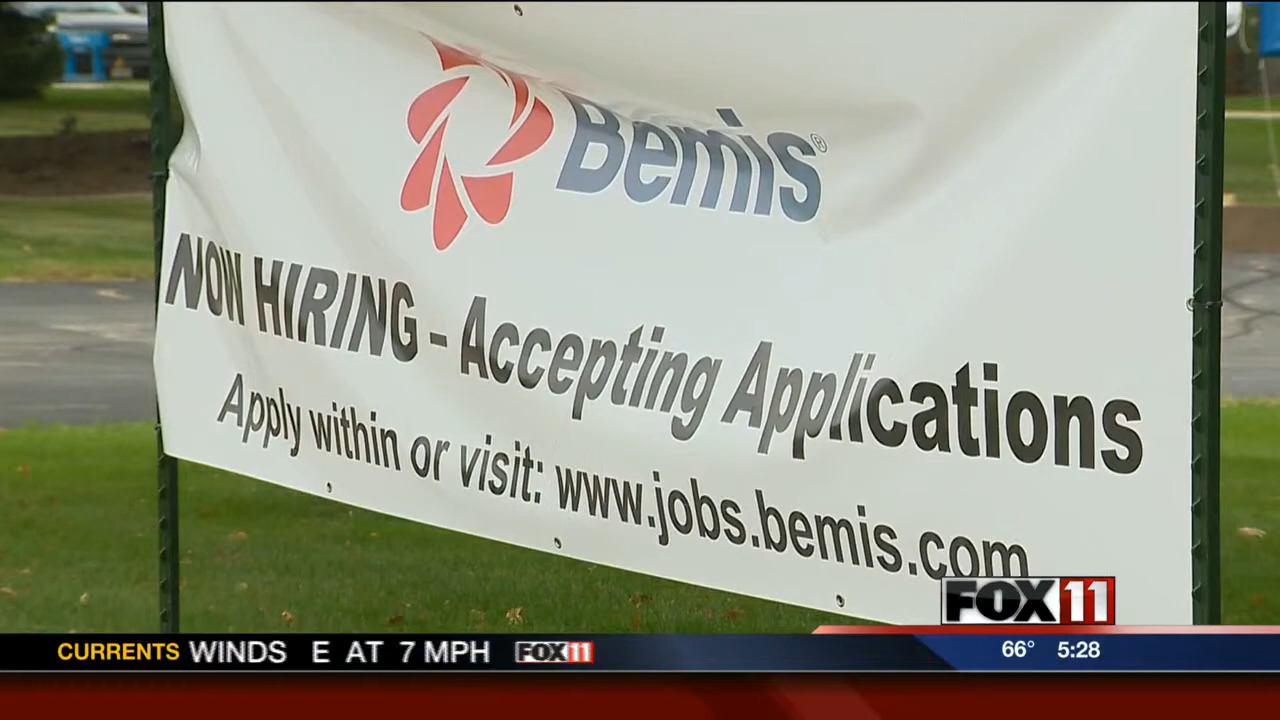 Bemis®
NOW HIRING - Accepting Applications
Apply within or visit: www.jobs.bemis.com
FOX 11
CURRENTS WINDS E AT 7 MPH FOX 11 66° 5:28